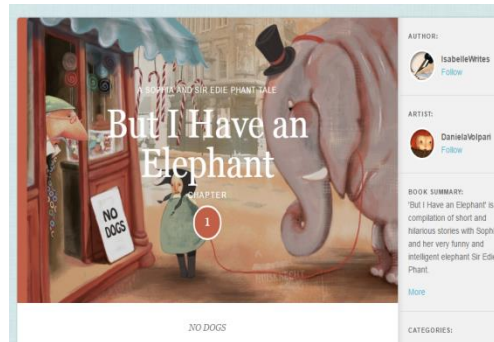 A SOPHIA AND SIR EDIE PHANT TALE
But I Have an
Elephant
CHAPTER
1
NO
DOGS
NO DOGS
AUTHOR:
IsabelleWrites
Follow
ARTIST:
DanielaVolpari
Follow
BOOK SUMMARY:
'But I Have an Elephant' is
compilation of short and
hilarious stories with Sophi
and her very funny and
intelligent elephant Sir Edie
Phant.
More
CATEGORIES: